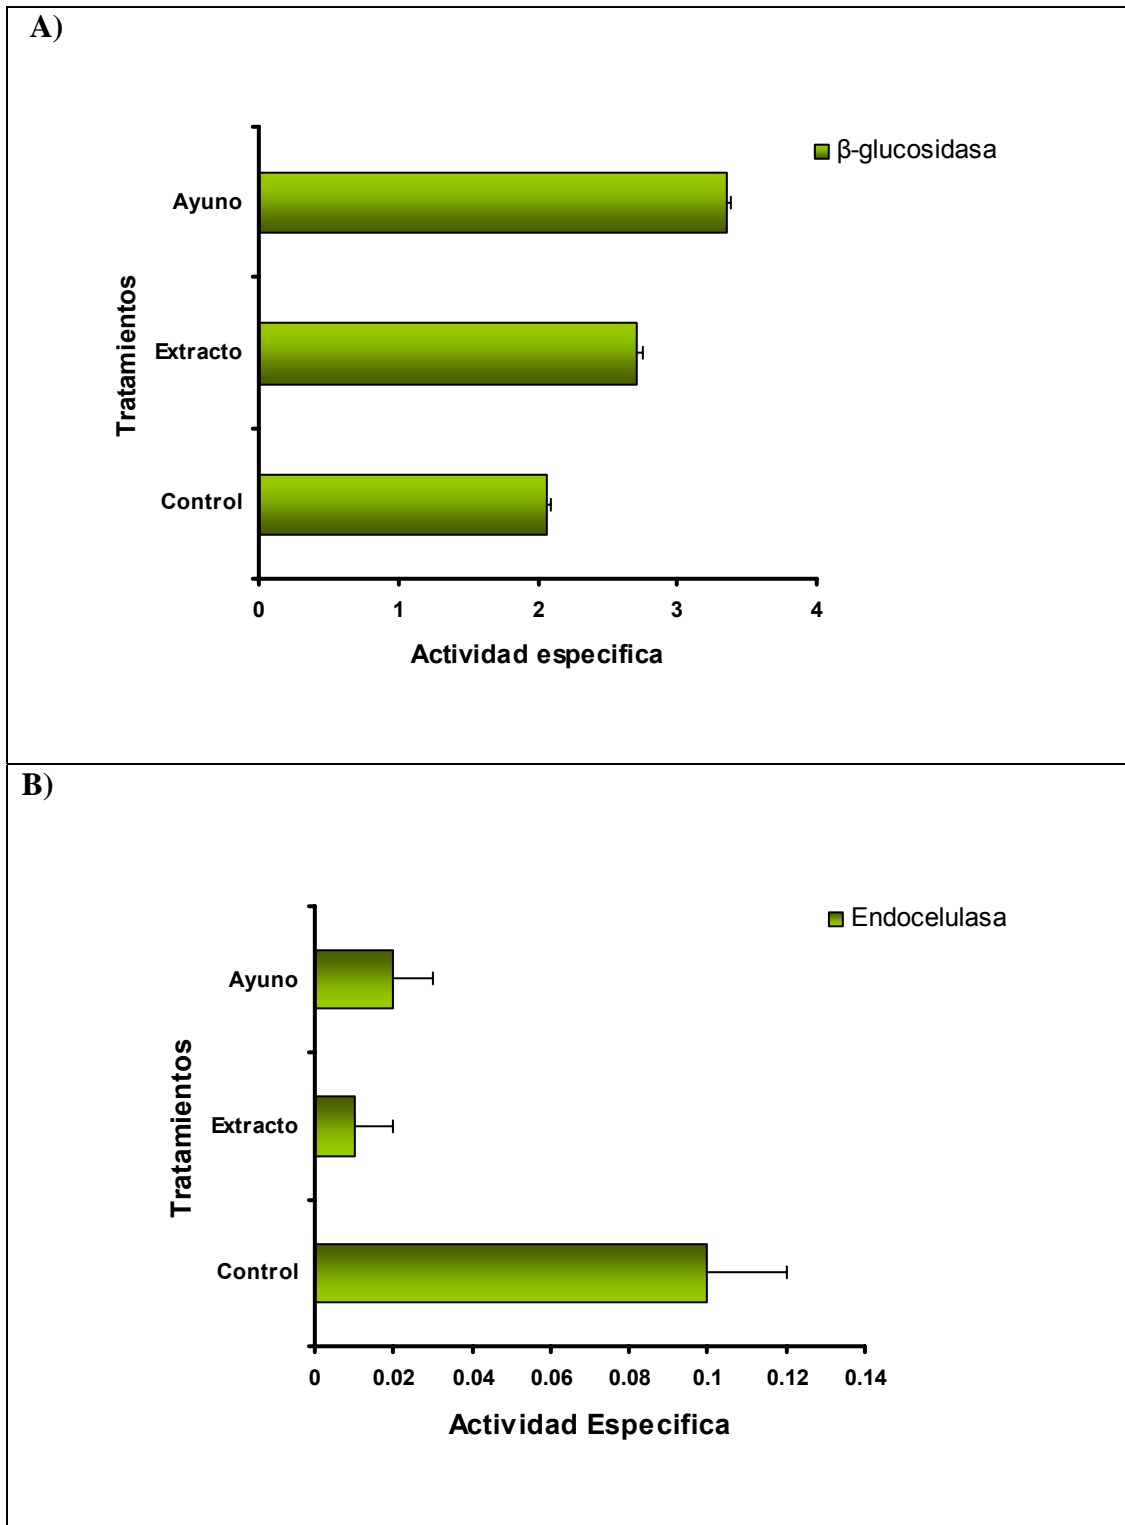 A)
β-glucosidasa
Ayuno
Extracto
Control
Tratamientos
0 1 2 3 4
Actividad especifica
B)
Endocelulasa
Ayuno
Extracto
Control
Tratamientos
0 0.02 0.04 0.06 0.08 0.1 0.12 0.14
Actividad Especifica